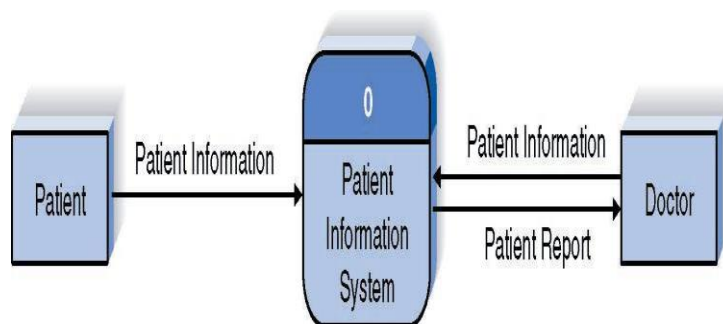 0
Patient Information
Patient Information
Patient
Patient
Information
System
Doctor
Patient Report